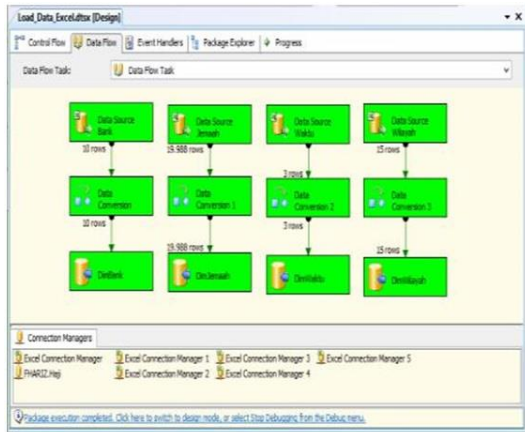 Load_Data_Excel.dtsx [Design]
Control Flow Data Flow Event Handlers Package Explorer Progress
Data Flow Task: Data Flow Task
Data Source Bank
Data Source Jemaah
Data Source Waktu
Data Source Wilayah
10 rows
19.988 rows
3 rows
15 rows
Data Conversion
Data Conversion 1
Data Conversion 2
Data Conversion 3
10 rows
19.988 rows
3 rows
15 rows
DimBank
DimJemaah
DimWaktu
DimWilayah
Connection Managers
Excel Connection Manager Excel Connection Manager 1 Excel Connection Manager 3 Excel Connection Manager 5
FHARIZ.Haji Excel Connection Manager 2 Excel Connection Manager 4
Package execution completed. Click here to switch to design mode, or select Stop Debugging from the Debug menu.